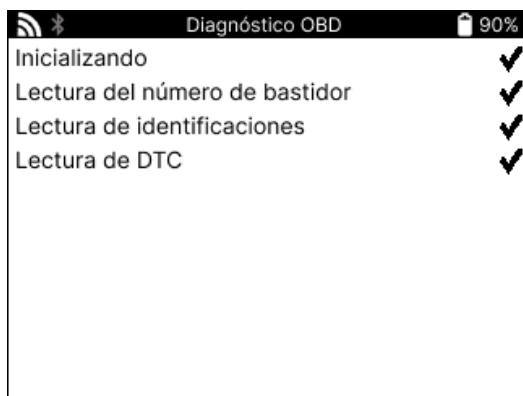 Diagnóstico OBD 90%
Inicializando
Lectura del número de bastidor
Lectura de identificaciones
Lectura de DTC